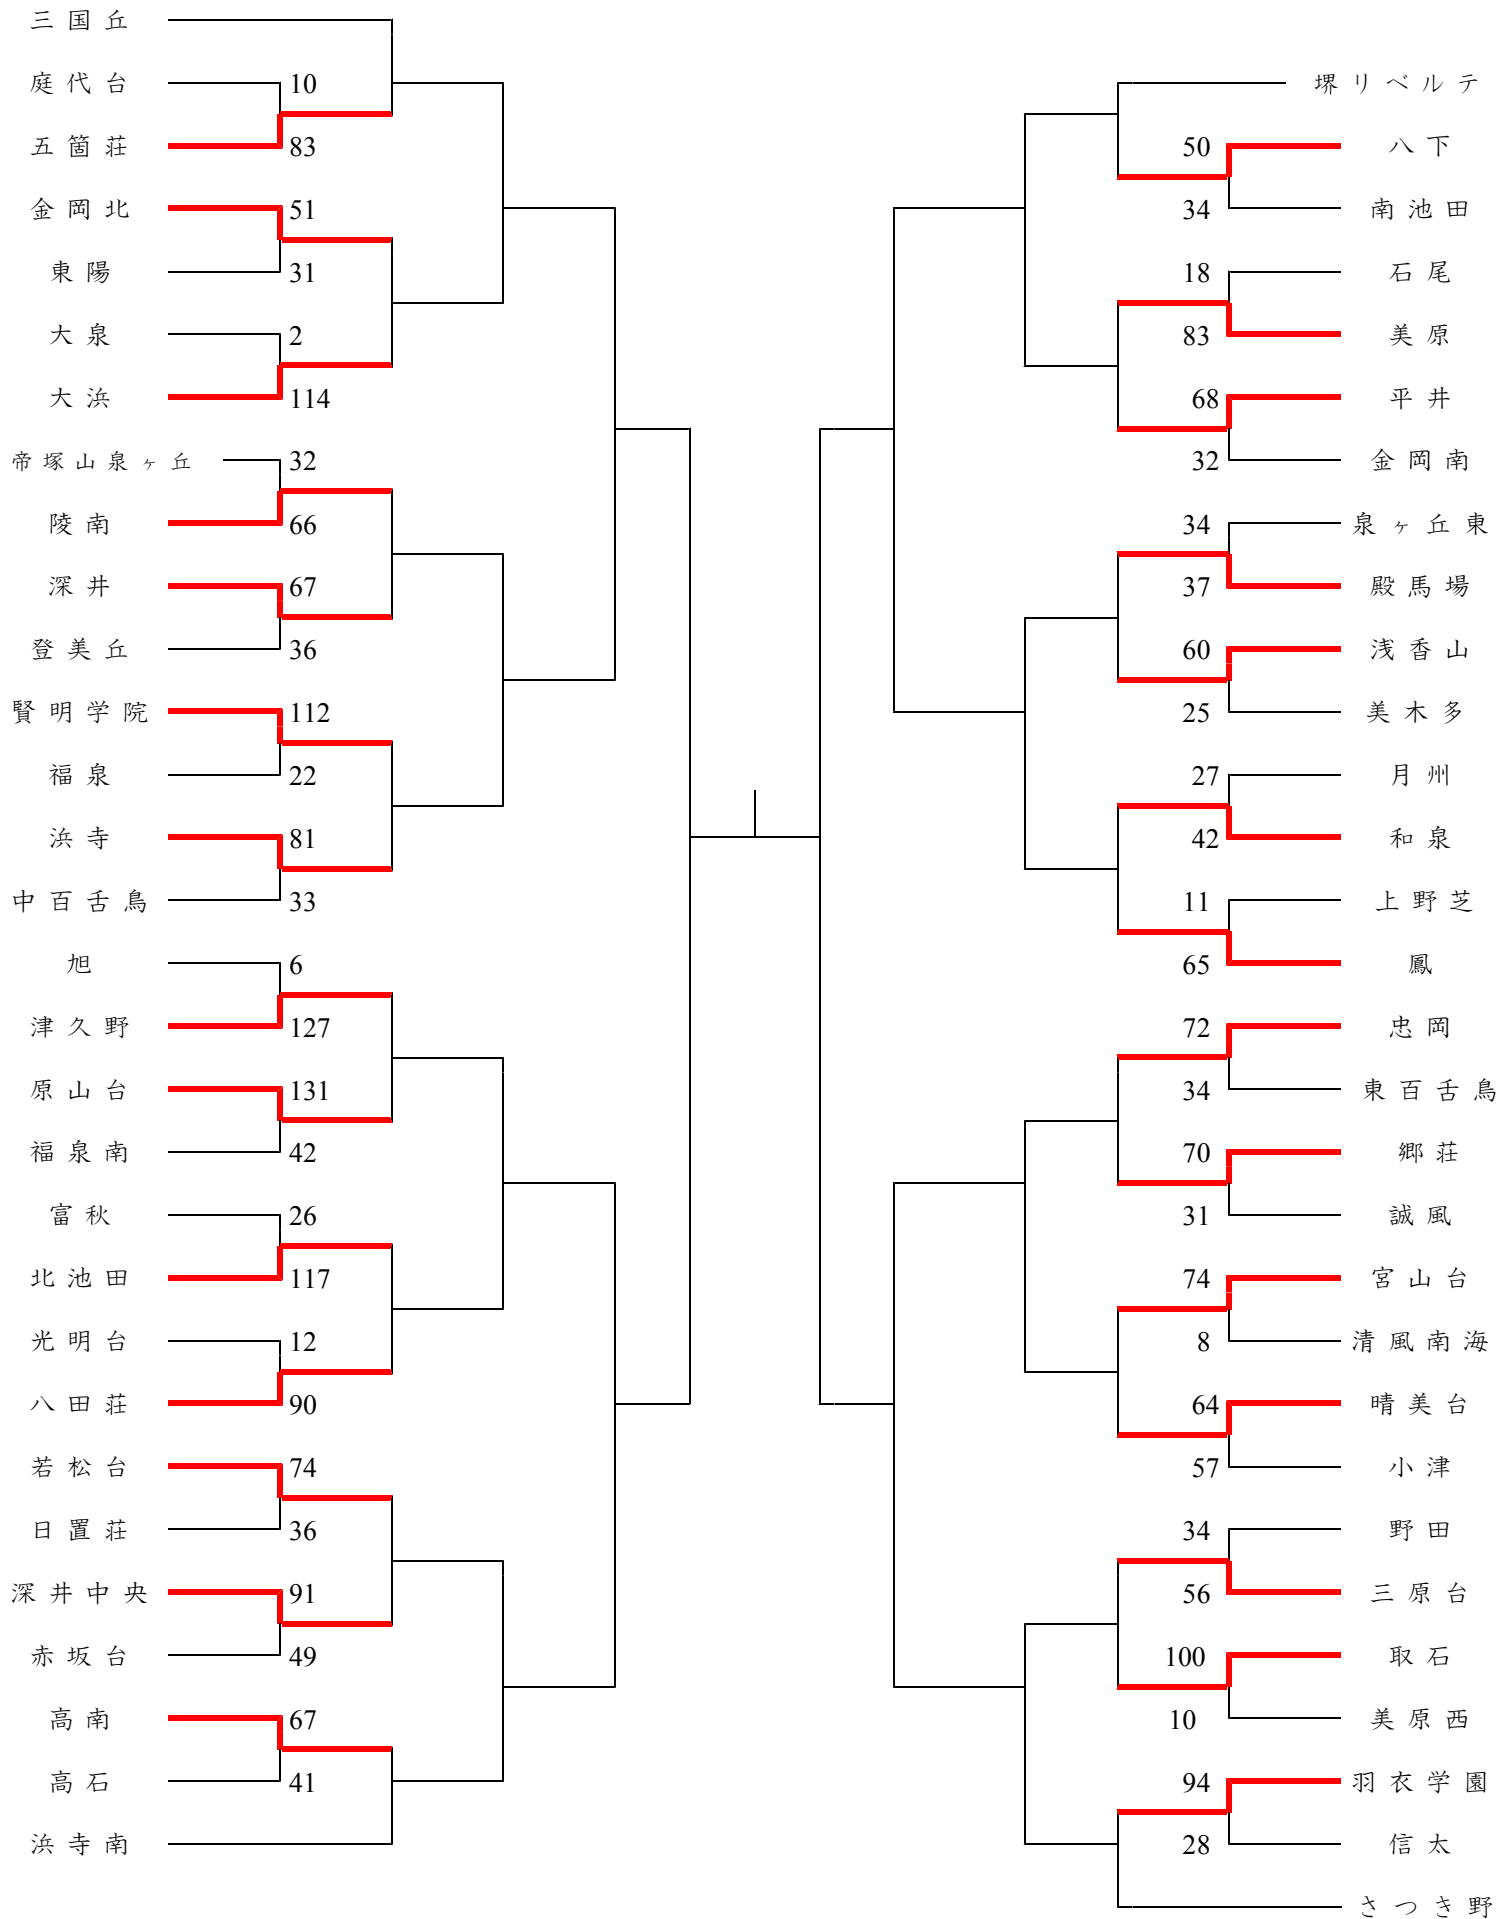 三国丘
庭代台 10
五箇荘 83
金岡北 51
東陽 31
大泉 2
大浜 114
帝塚山泉ヶ丘 32
陵南 66
深井 67
登美丘 36
賢明学院 112
福泉 22
浜寺 81
中百舌鳥 33
旭 6
津久野 127
原山台 131
福泉南 42
富秋 26
北池田 117
光明台 12
八田荘 90
若松台 74
日置荘 36
深井中央 91
赤坂台 49
高南 67
高石 41
浜寺南
堺リベルテ
50 八下
34 南池田
18 石尾
83 美原
68 平井
32 金岡南
34 泉ヶ丘東
37 殿馬場
60 浅香山
25 美木多
27 月州
42 和泉
11 上野芝
65 鳳
72 忠岡
34 東百舌鳥
70 郷荘
31 誠風
74 宮山台
8 清風南海
64 晴美台
57 小津
34 野田
56 三原台
100 取石
10 美原西
94 羽衣学園
28 信太
さつき野